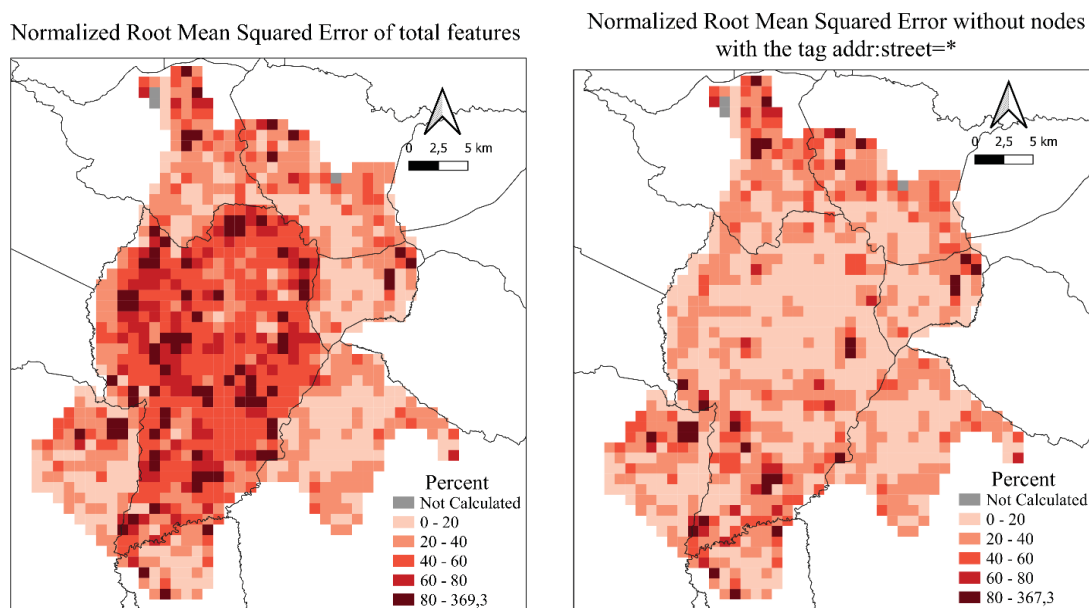 Normalized Root Mean Squared Error of total features
0 2,5 5 km
Percent
Not Calculated
0 - 20
20 - 40
40 - 60
60 - 80
80 - 369,3
Normalized Root Mean Squared Error without nodes
with the tag addr:street=*
0 2,5 5 km
Percent
Not Calculated
0 - 20
20 - 40
40 - 60
60 - 80
80 - 367,3